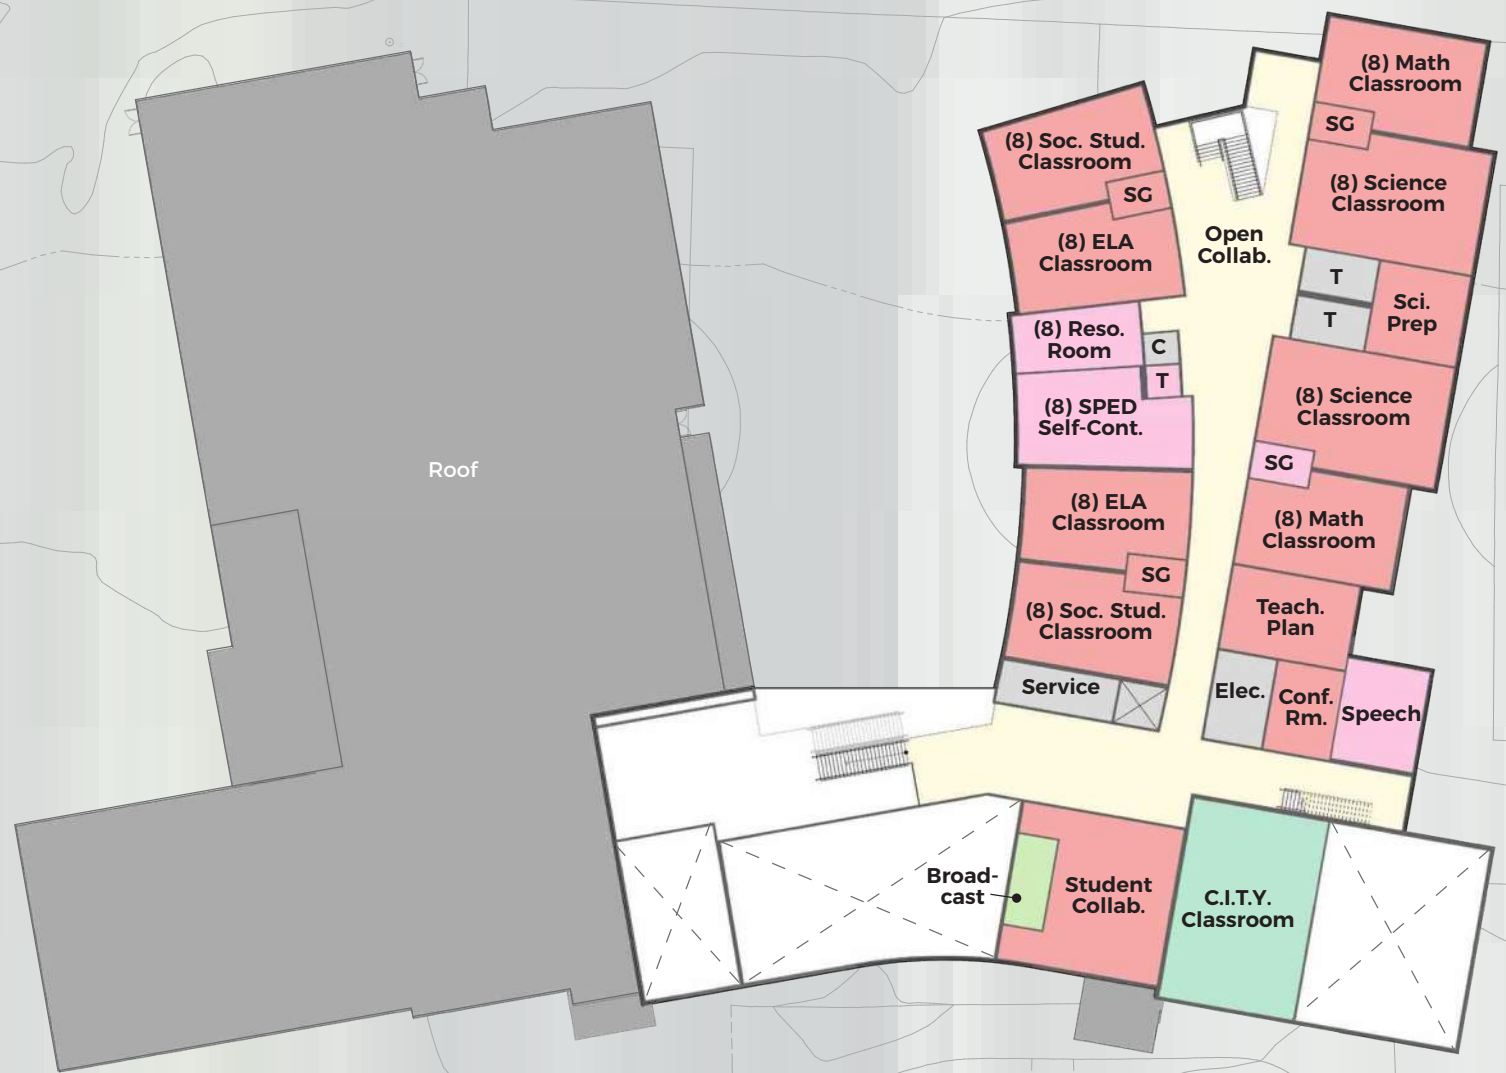 (8) Math
Classroom
SG
(8) Soc. Stud.
Classroom
SG
(8) Science
Classroom
(8) ELA
Classroom
Open
Collab.
T
Sci.
Prep
T
(8) Reso.
Room
C
T
(8) SPED
Self-Cont.
(8) Science
Classroom
SG
Roof
(8) ELA
Classroom
(8) Math
Classroom
SG
(8) Soc. Stud.
Classroom
Teach.
Plan
Service
Elec.
Conf.
Rm.
Speech
Broad-
cast
Student
Collab.
C.I.T.Y.
Classroom